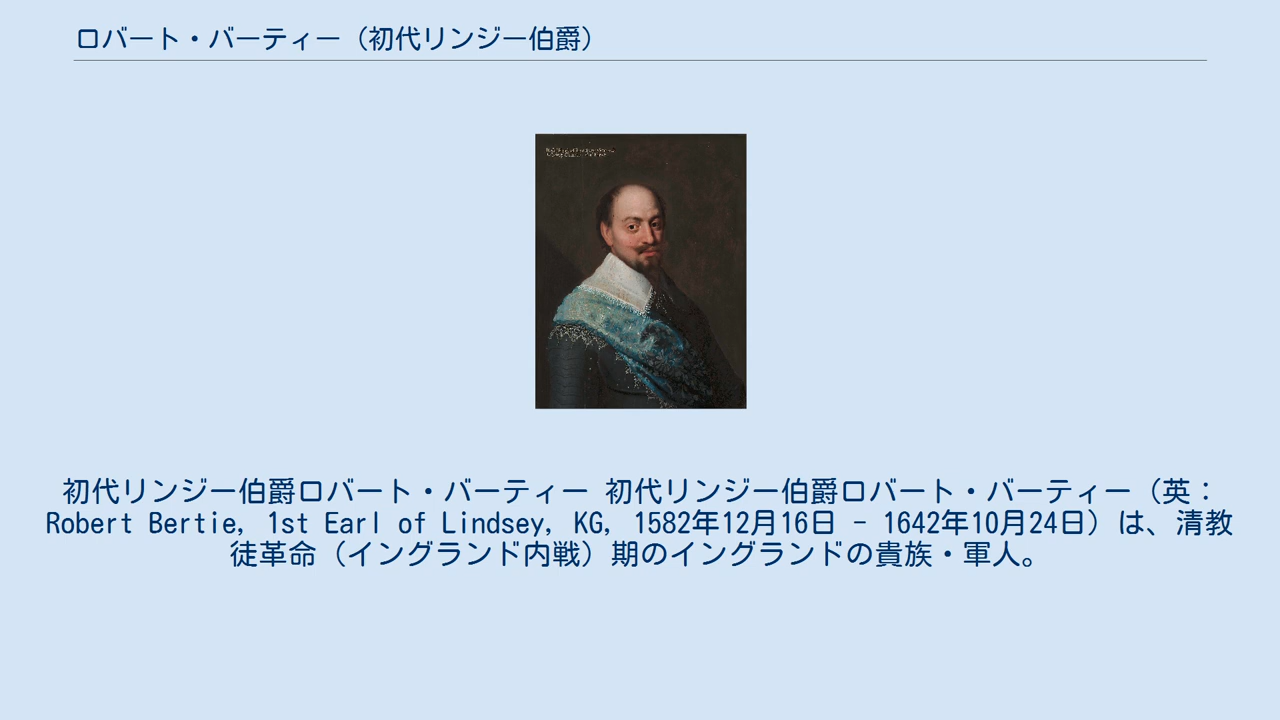 ロバート・バーティー（初代リンジー伯爵）
初代リンジー伯爵ロバート・バーティー 初代リンジー伯爵ロバート・バーティー（英：
Robert Bertie, 1st Earl of Lindsey, KG, 1582年12月16日 - 1642年10月24日）は、清教
徒革命（イングランド内戦）期のイングランドの貴族・軍人。